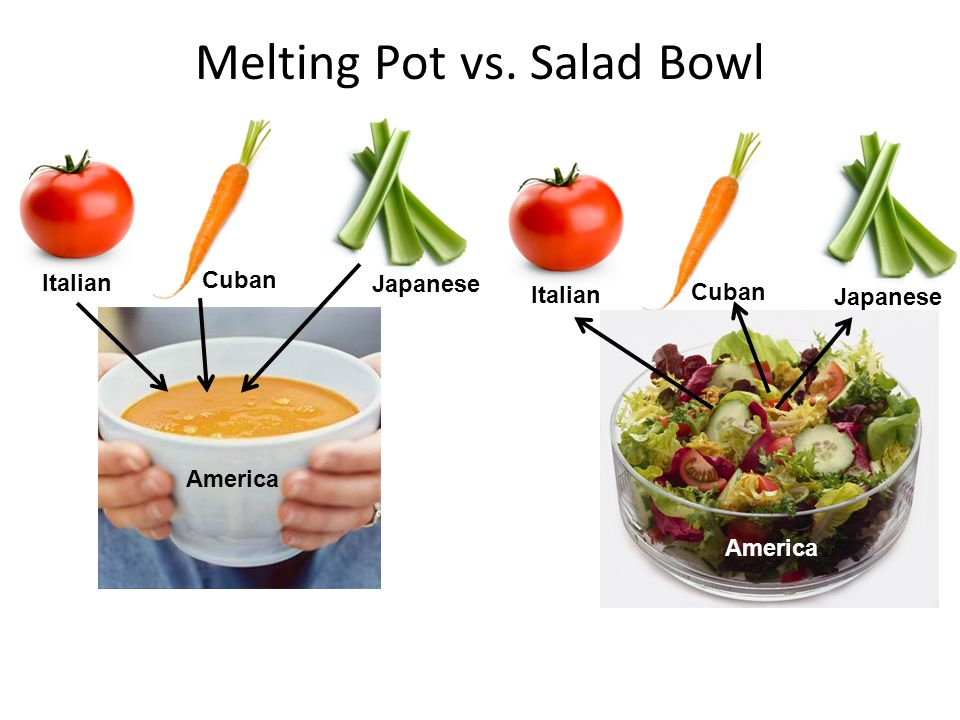 Melting Pot vs. Salad Bowl
Italian
Cuban
Japanese
America
Italian
Cuban
Japanese
America